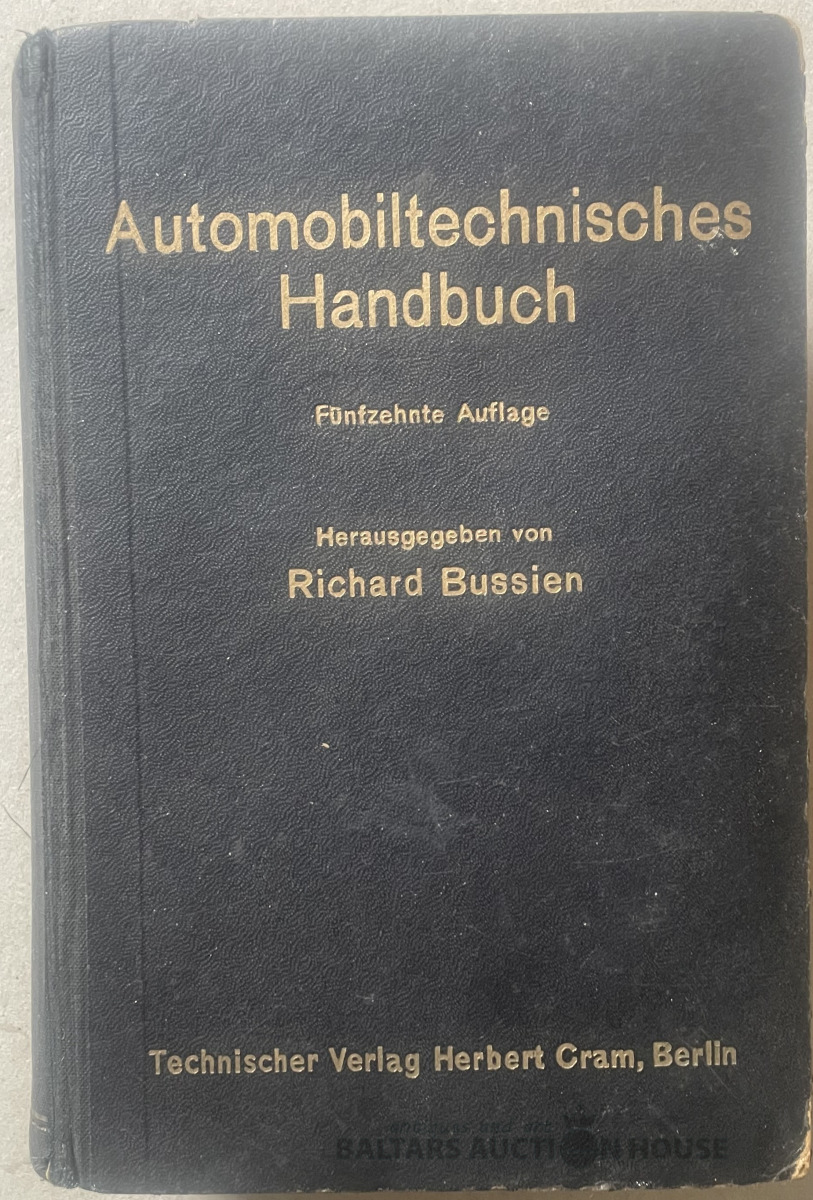 Automobiltechnisches
Handbuch
Fünfzehnte Auflage
Herausgegeben von
Richard Bussien
Technischer Verlag Herbert Cram, Berlin
BALTARS AUCTION HOUSE